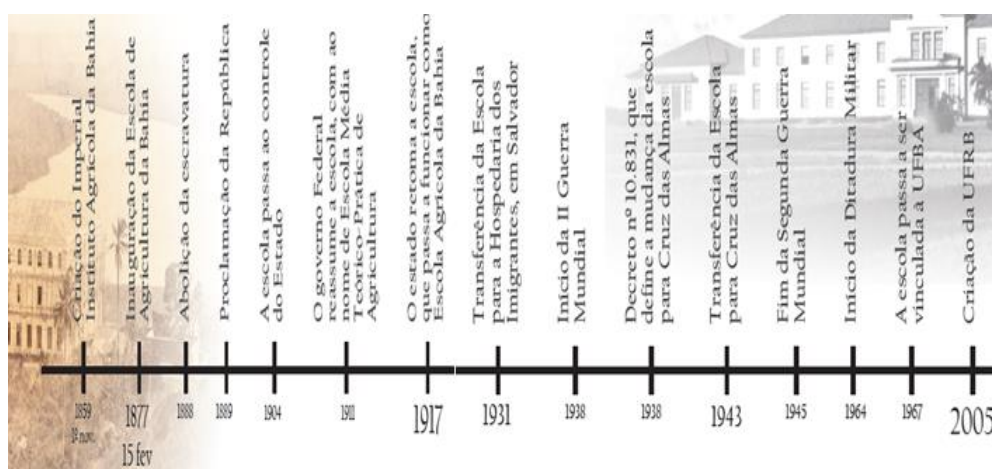 Criação do Imperial
Instituto Agrícola da Bahia
Inauguração da Escola de
Agricultura da Bahia
Abolição da escravatura
Proclamação da República
A escola passa ao controle
do Estado
O governo Federal
reassume a escola, com ao
nome de Escola Média
Teórico-Prática de
Agricultura
O estado retoma a escola,
que passa a funcionar como
Escola Agrícola da Bahia
Transferência da Escola
para a Hospedaria dos
Imigrantes, em Salvador
Início da II Guerra
Mundial
Decreto nº 10.831, que
define a mudança da escola
para Cruz das Almas
Transferência da Escola
para Cruz das Almas
Fim da Segunda Guerra
Mundial
Início da Ditadura Militar
A escola passa a ser
vinculada à UFBA
Criação da UFRB
1859
1º nov.
1877
15 fev
1888
1889
1904
1911
1917
1931
1938
1938
1943
1945
1964
1967
2005